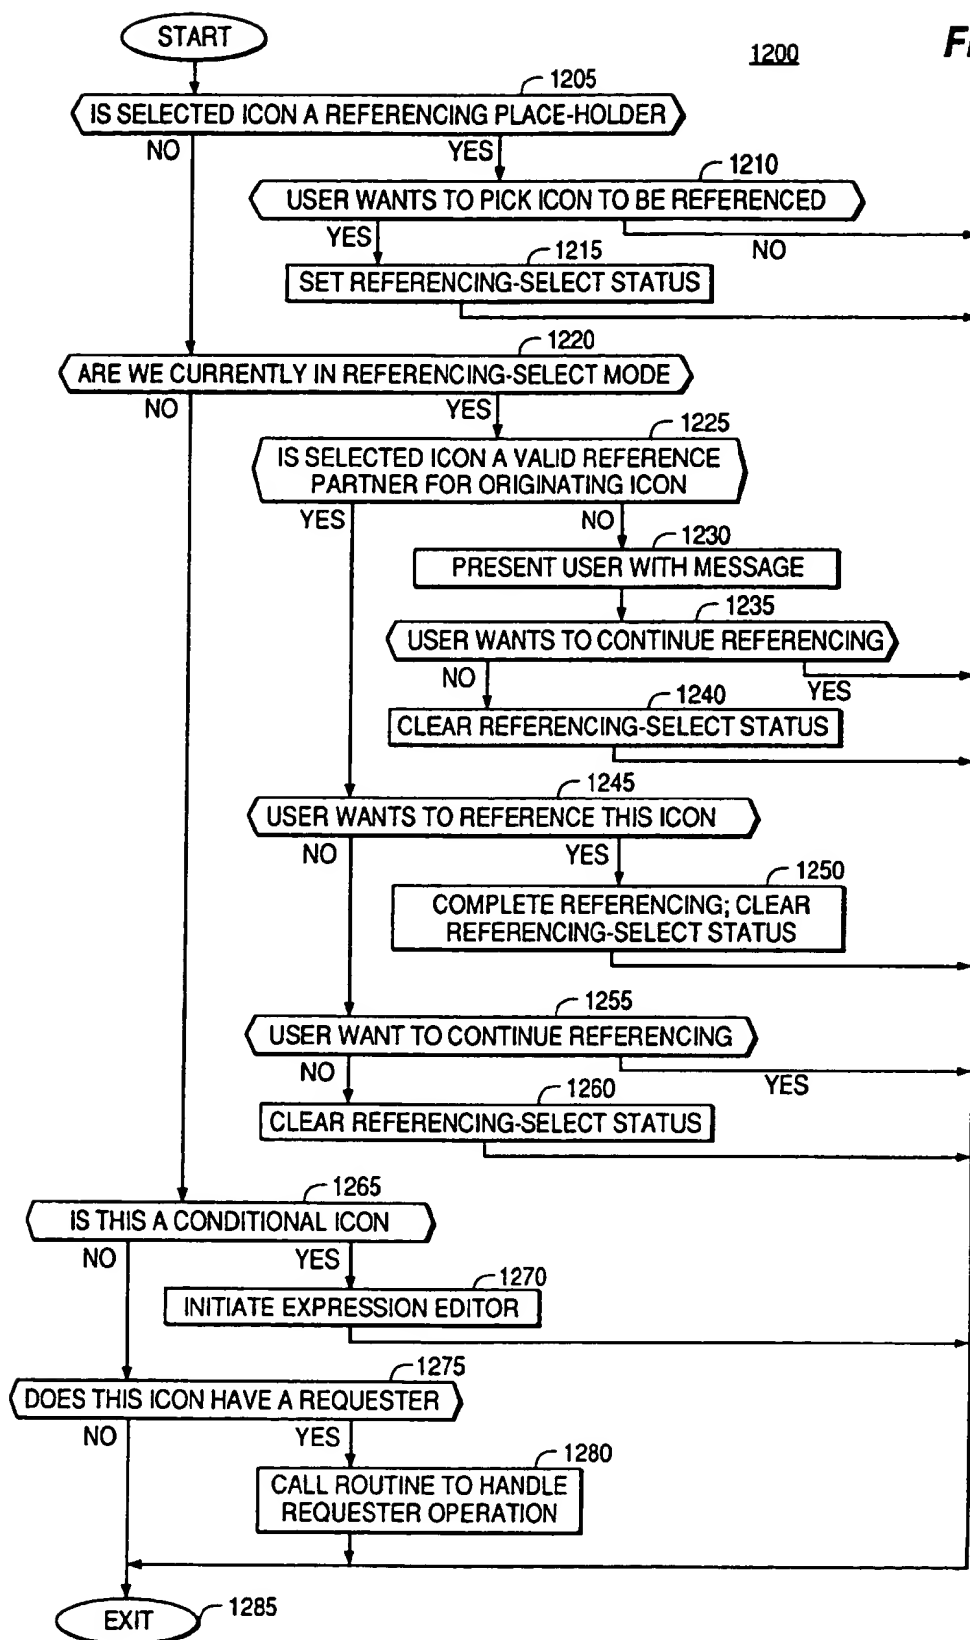 START
1200
1205
IS SELECTED ICON A REFERENCING PLACE-HOLDER
NO
YES
1210
USER WANTS TO PICK ICON TO BE REFERENCED
YES
NO
1215
SET REFERENCING-SELECT STATUS
1220
ARE WE CURRENTLY IN REFERENCING-SELECT MODE
NO
YES
1225
IS SELECTED ICON A VALID REFERENCE
PARTNER FOR ORIGINATING ICON
YES
NO
1230
PRESENT USER WITH MESSAGE
1235
USER WANTS TO CONTINUE REFERENCING
NO
YES
1240
CLEAR REFERENCING-SELECT STATUS
1245
USER WANTS TO REFERENCE THIS ICON
NO
YES
1250
COMPLETE REFERENCING; CLEAR
REFERENCING-SELECT STATUS
1255
USER WANT TO CONTINUE REFERENCING
NO
YES
1260
CLEAR REFERENCING-SELECT STATUS
1265
IS THIS A CONDITIONAL ICON
NO
YES
1270
INITIATE EXPRESSION EDITOR
1275
DOES THIS ICON HAVE A REQUESTER
NO
YES
1280
CALL ROUTINE TO HANDLE
REQUESTER OPERATION
EXIT
1285